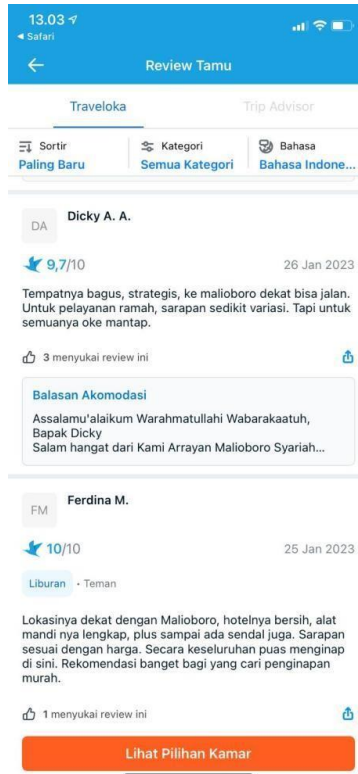 13.03
◄ Safari
Review Tamu
Traveloka
Trip Advisor
Sortir
Paling Baru
Kategori
Semua Kategori
Bahasa
Bahasa Indone...
DA
Dicky A. A.
9,7/10
26 Jan 2023
Tempatnya bagus, strategis, ke malioboro dekat bisa jalan.
Untuk pelayanan ramah, sarapan sedikit variasi. Tapi untuk
semuanya oke mantap.
3 menyukai review ini
Balasan Akomodasi
Assalamu'alaikum Warahmatullahi Wabarakaatuh,
Bapak Dicky
Salam hangat dari Kami Arrayan Malioboro Syariah...
FM
Ferdina M.
10/10
25 Jan 2023
Liburan • Teman
Lokasinya dekat dengan Malioboro, hotelnya bersih, alat
mandi nya lengkap, plus sampai ada sendal juga. Sarapan
sesuai dengan harga. Secara keseluruhan puas menginap
di sini. Rekomendasi banget bagi yang cari penginapan
murah.
1 menyukai review ini
Lihat Pilihan Kamar